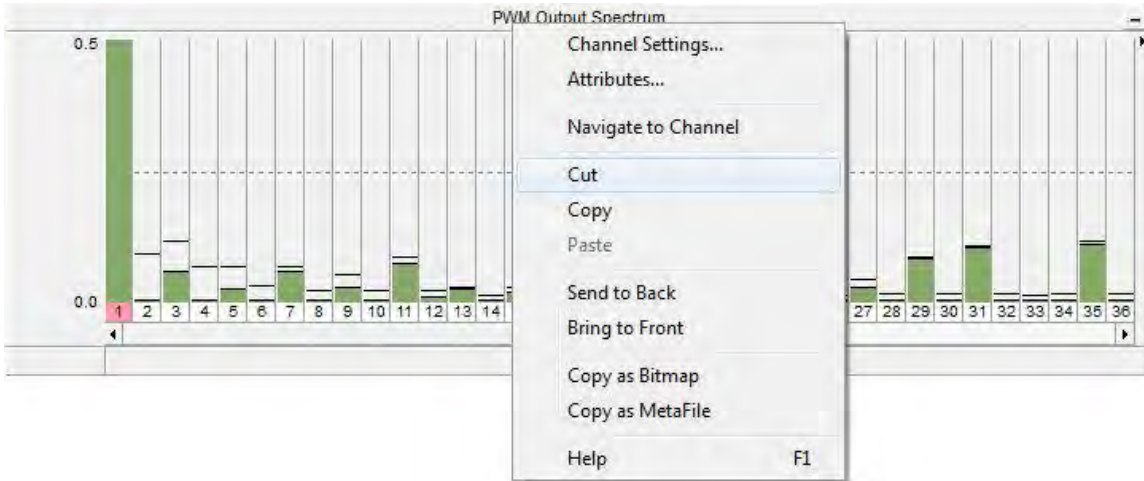 PWM Output Spectrum
Channel Settings...
Attributes...
Navigate to Channel
Cut
Copy
Paste
Send to Back
Bring to Front
Copy as Bitmap
Copy as MetaFile
Help F1
0.5
0.0
1 2 3 4 5 6 7 8 9 10 11 12 13 14 27 28 29 30 31 32 33 34 35 36